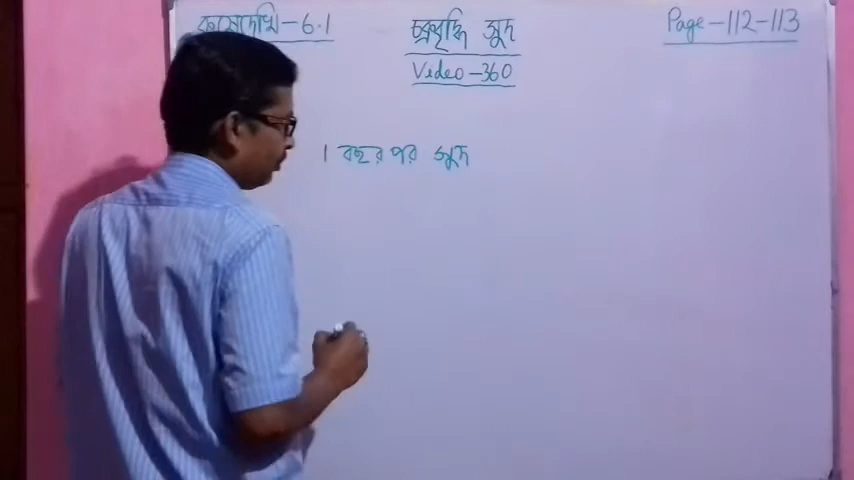 কষেদেখি-6.1
চক্রবৃদ্ধি সুদ
Page-112-113
Video-360
1 বছর পর সুদ